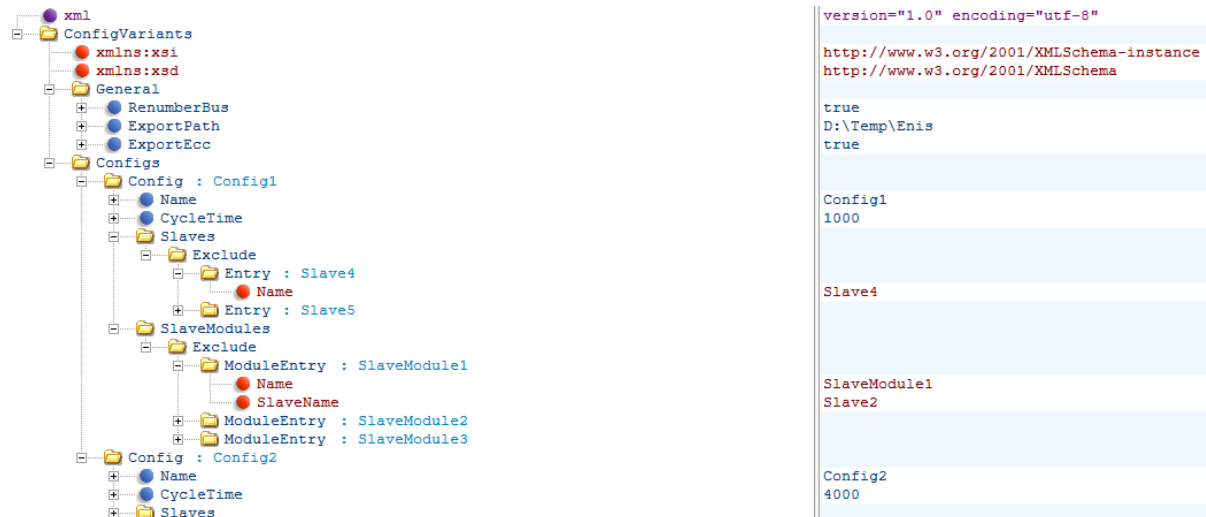 xml version="1.0" encoding="utf-8"
ConfigVariants
xmlns:xsi http://www.w3.org/2001/XMLSchema-instance
xmlns:xsd http://www.w3.org/2001/XMLSchema
General
RenumberBus true
ExportPath D:\Temp\Enis
ExportEcc true
Configs
Config : Config1
Name Config1
CycleTime 1000
Slaves
Exclude
Entry : Slave4
Name Slave4
Entry : Slave5
SlaveModules
Exclude
ModuleEntry : SlaveModule1
Name SlaveModule1
SlaveName Slave2
ModuleEntry : SlaveModule2
ModuleEntry : SlaveModule3
Config : Config2
Name Config2
CycleTime 4000
Slaves